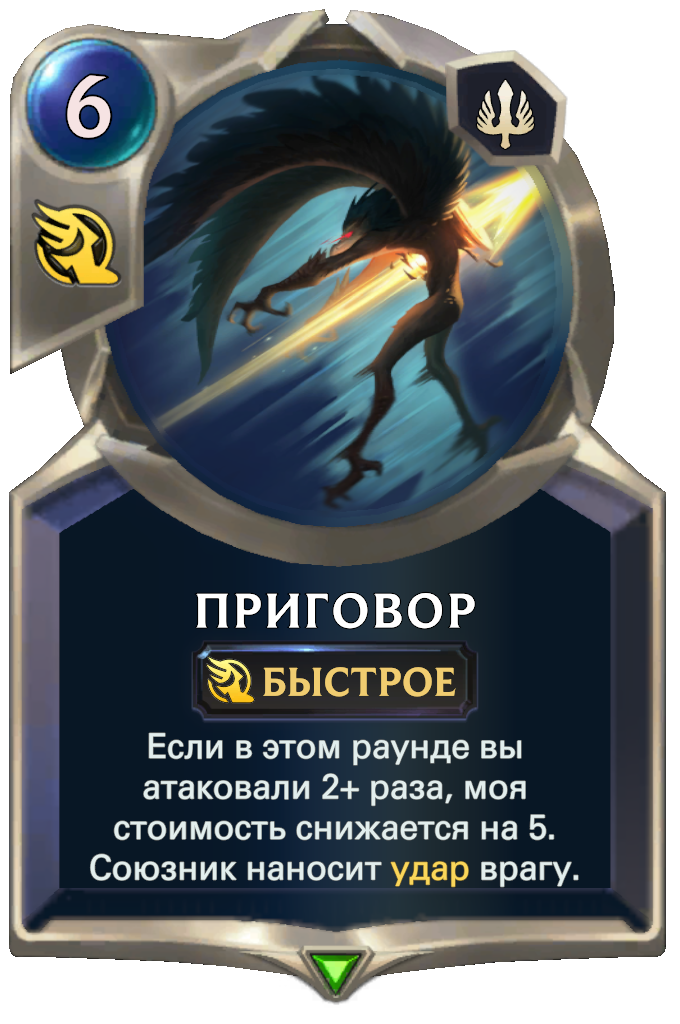 6
ПРИГОВОР
БЫСТРОЕ
Если в этом раунде вы
атаковали 2+ раза, моя
стоимость снижается на 5.
Союзник наносит удар врагу.